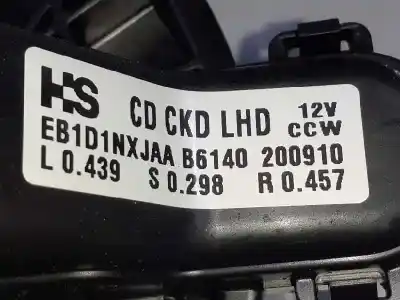 HS CD CKD LHD 12V
CCW
EB1D1NXJAA B6140 200910
L 0.439 S 0.298 R 0.457